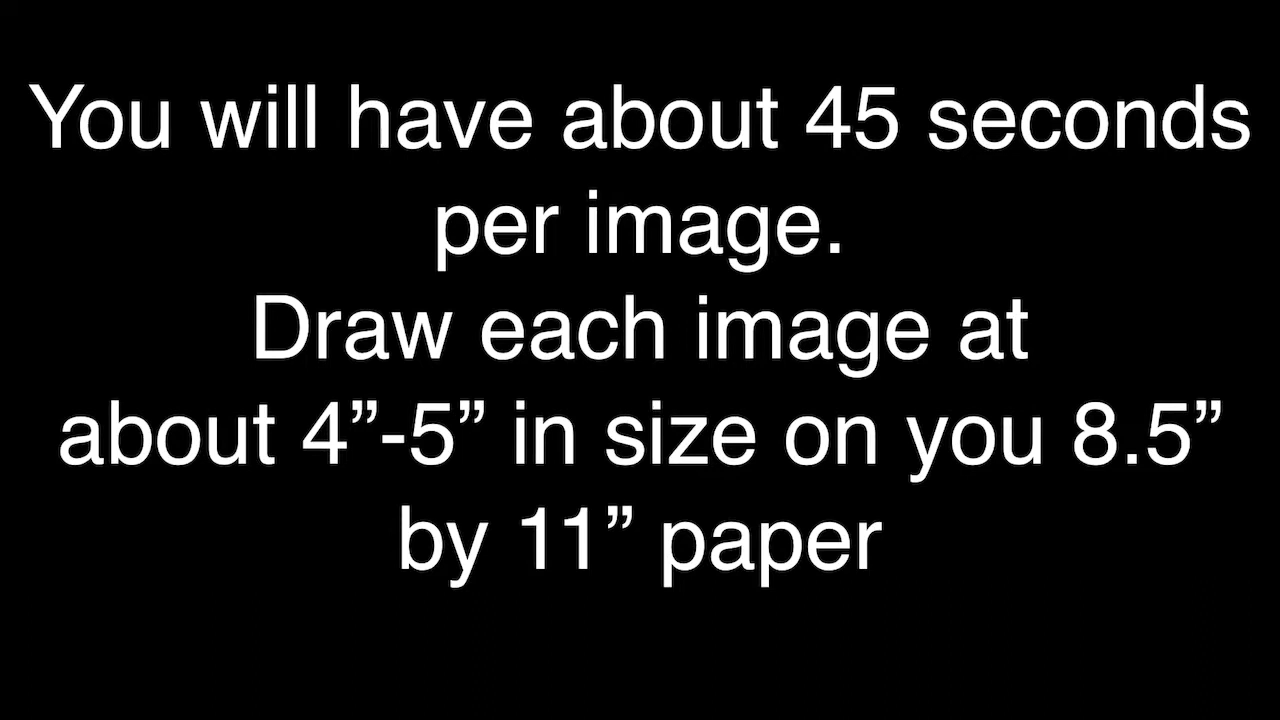 You will have about 45 seconds
per image.
Draw each image at
about 4”-5” in size on you 8.5”
by 11” paper